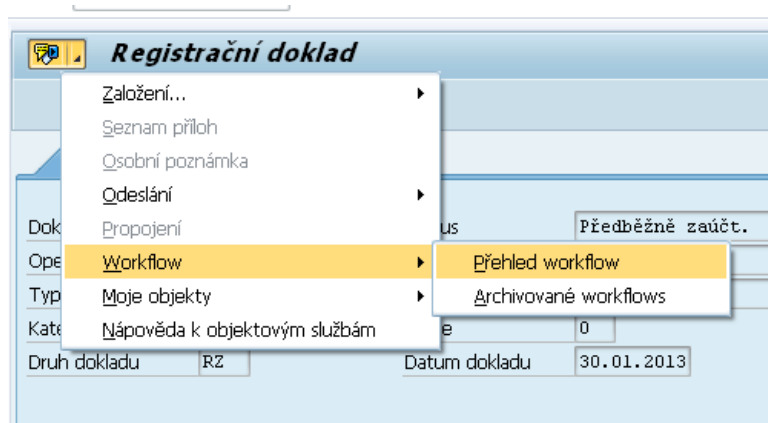 Registrační doklad
Založení...
Seznam příloh
Osobní poznámka
Odeslání
Dok Propojení us Předběžně zaúčt.
Ope Workflow Přehled workflow
Typ Moje objekty Archivované workflows
Kate Nápověda k objektovým službám e 0
Druh dokladu RZ Datum dokladu 30.01.2013